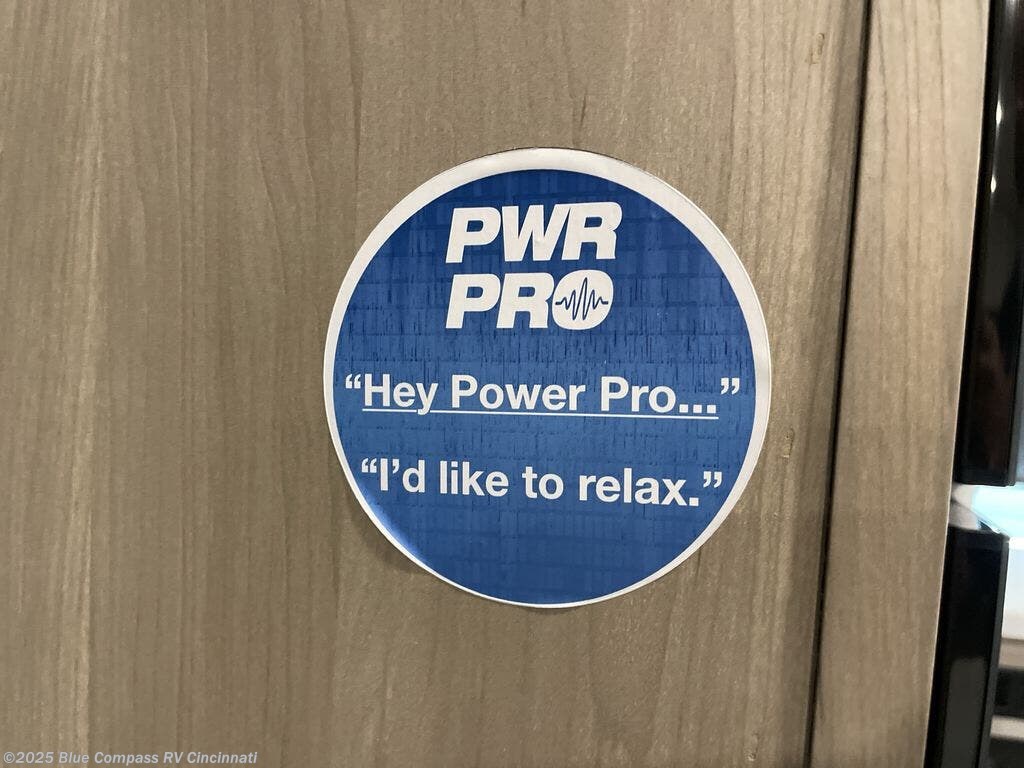 PWR
PRO
“Hey Power Pro...”
“I’d like to relax.”
©2025 Blue Compass RV Cincinnati